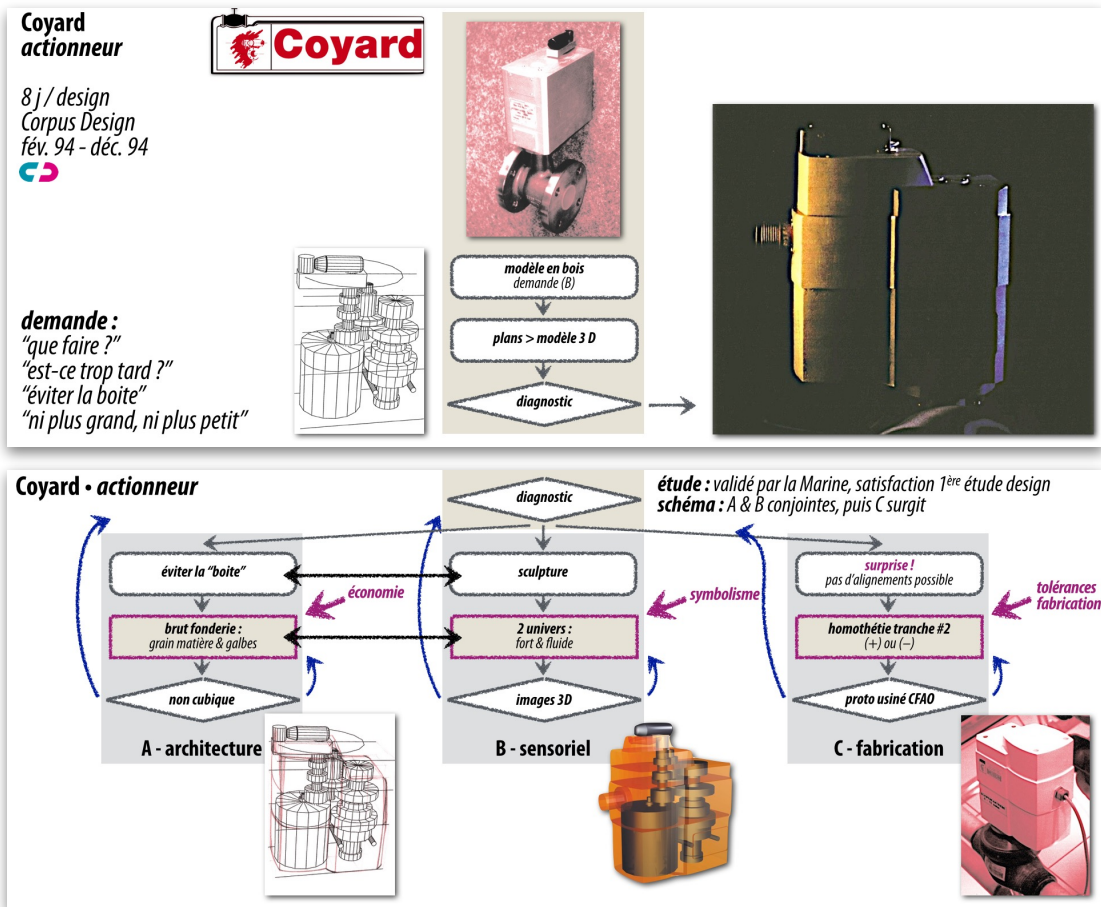 Coyard
actionneur
Coyard
8 j / design
Corpus Design
fév. 94 - déc. 94
demande :
“que faire ?”
“est-ce trop tard ?”
“éviter la boite”
“ni plus grand, ni plus petit”
modèle en bois
demande (B)
plans > modèle 3 D
diagnostic
Coyard • actionneur
diagnostic
étude : validé par la Marine, satisfaction 1ère étude design
schéma : A & B conjointes, puis C surgit
éviter la “boite”
économie
brut fonderie :
grain matière & galbes
non cubique
A - architecture
sculpture
symbolisme
2 univers :
fort & fluide
images 3D
B - sensoriel
surprise !
pas d’alignements possible
tolérances
fabrication
homothétie tranche #2
(+) ou (–)
proto usiné CFAO
C - fabrication